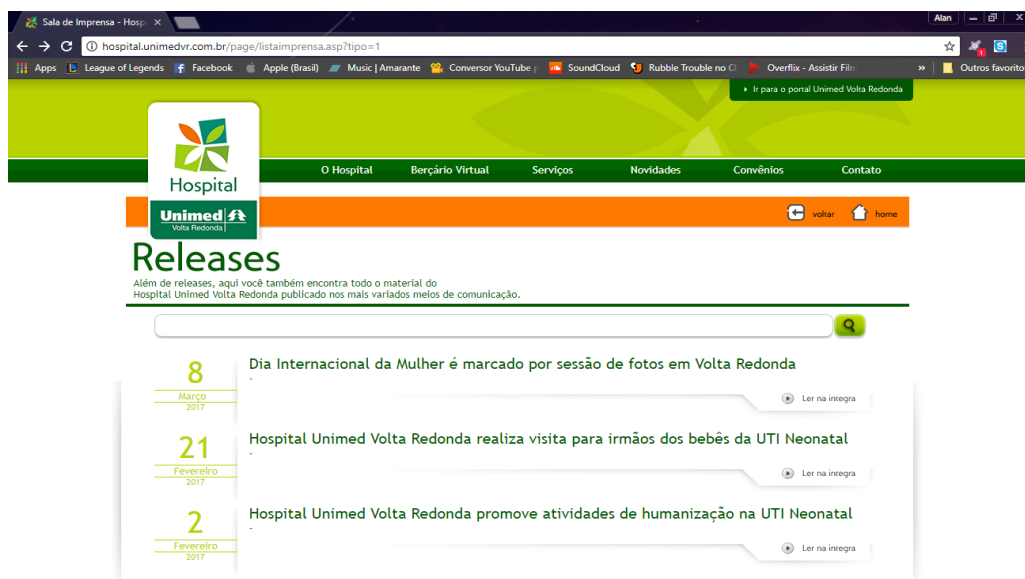 Sala de Imprensa - Hosp
Alan
hospital.unimedvr.com.br/page/listaimprensa.asp?tipo=1
Apps League of Legends Facebook Apple (Brasil) Music | Amarante Conversor YouTube p SoundCloud Rubble Trouble no Cl Overflix - Assistir Film » Outros favorito
Ir para o portal Unimed Volta Redonda
O Hospital Berçário Virtual Serviços Novidades Convênios Contato
Hospital
Unimed
Volta Redonda
voltar home
Releases
Além de releases, aqui você também encontra todo o material do
Hospital Unimed Volta Redonda publicado nos mais variados meios de comunicação.
8
Março
2017
Dia Internacional da Mulher é marcado por sessão de fotos em Volta Redonda
-
Ler na integra
21
Fevereiro
2017
Hospital Unimed Volta Redonda realiza visita para irmãos dos bebês da UTI Neonatal
-
Ler na integra
2
Fevereiro
2017
Hospital Unimed Volta Redonda promove atividades de humanização na UTI Neonatal
-
Ler na integra